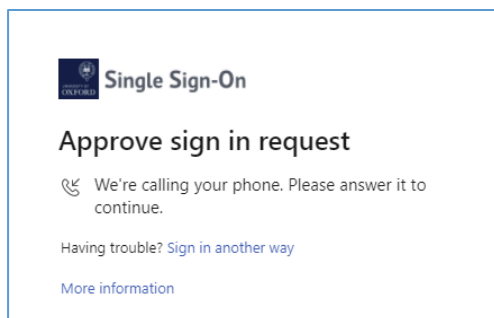 UNIVERSITY OF
OXFORD
Single Sign-On
Approve sign in request
We're calling your phone. Please answer it to
continue.
Having trouble? Sign in another way
More information